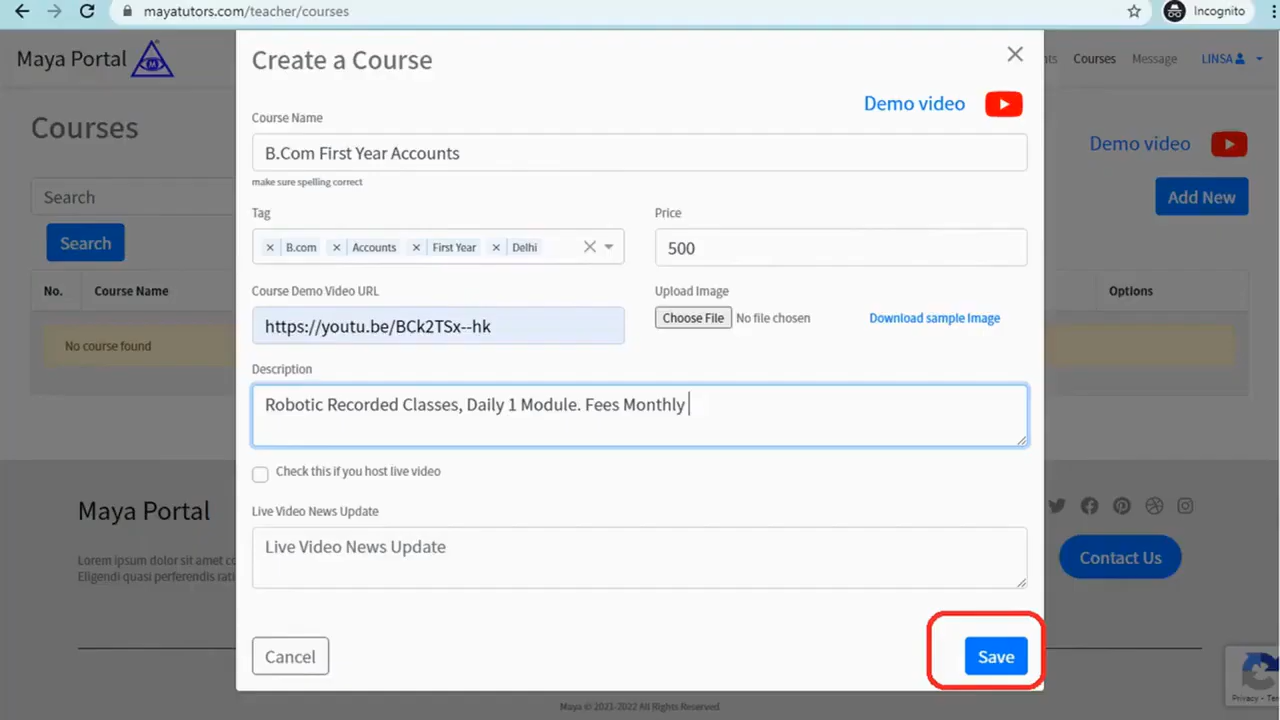 mayatutors.com/teacher/courses
Incognito
Maya Portal
Courses
Message
LINSA
Courses
Demo video
Search
Add New
Search
No.
Course Name
Options
No course found
Create a Course
Demo video
Course Name
B.Com First Year Accounts
make sure spelling correct
Tag
Price
× B.com × Accounts × First Year × Delhi
500
Course Demo Video URL
Upload Image
https://youtu.be/BCk2TSx--hk
Choose File No file chosen
Download sample Image
Description
Robotic Recorded Classes, Daily 1 Module. Fees Monthly
Check this if you host live video
Live Video News Update
Live Video News Update
Cancel
Save
Maya Portal
Lorem ipsum dolor sit amet
Eligendi quasi perferendis
Contact Us
Maya © 2021-2022 All Rights Reserved
Privacy